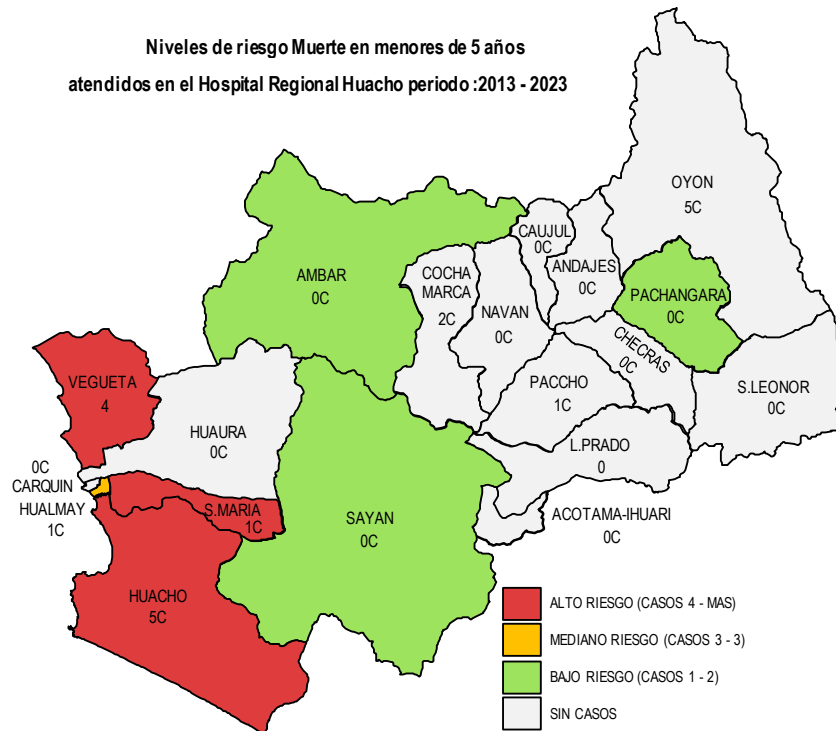 Niveles de riesgo Muerte en menores de 5 años
atendidos en el Hospital Regional Huacho periodo :2013 - 2023
OYON
5C
CAUJUL
0C
ANDAJES
0C
AMBAR
0C
COCHA
MARCA
2C
NAVAN
0C
PACHANGARA
0C
CHECRAS
0C
VEGUETA
4
PACCHO
1C
S.LEONOR
0C
HUAURA
0C
L.PRADO
0
0C
CARQUIN
HUALMAY
1C
S.MARIA
1C
SAYAN
0C
ACOTAMA-IHUARI
0C
HUACHO
5C
ALTO RIESGO (CASOS 4 - MAS)
MEDIANO RIESGO (CASOS 3 - 3)
BAJO RIESGO (CASOS 1 - 2)
SIN CASOS